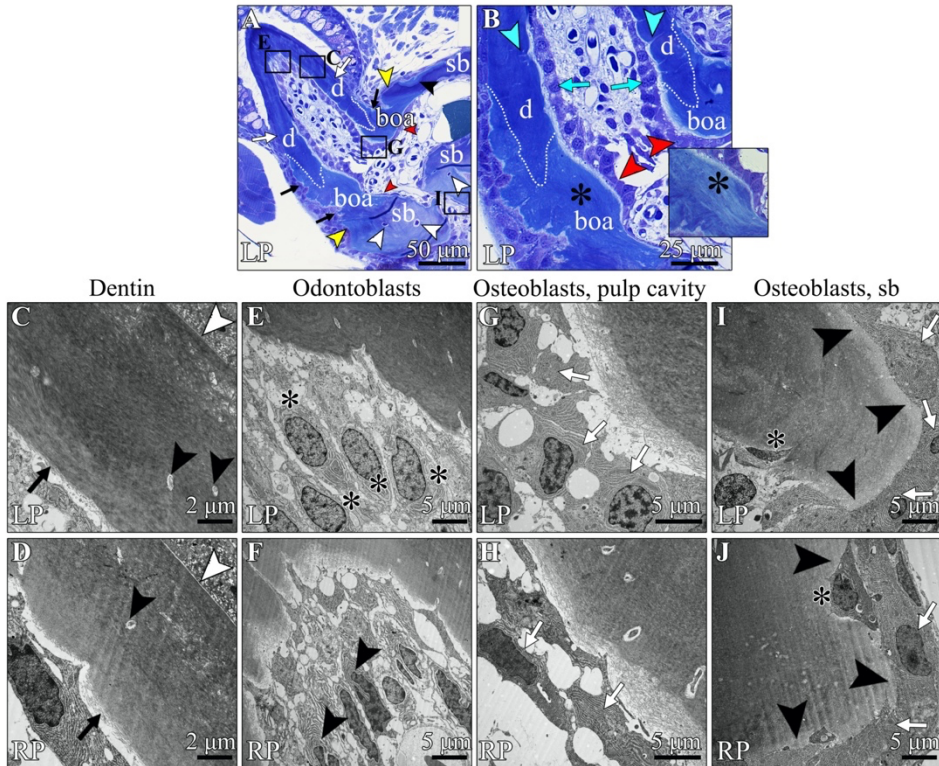 A
E
C
d
sb
boa
d
G
sb
boa
I
sb
LP
50 µm
B
d
d
boa
*
*
boa
LP
25 µm
Dentin
Odontoblasts
Osteoblasts, pulp cavity
Osteoblasts, sb
C
LP
2 µm
E
*
*
*
*
LP
5 µm
G
LP
5 µm
I
*
LP
5 µm
D
RP
2 µm
F
RP
5 µm
H
RP
5 µm
J
*
RP
5 µm